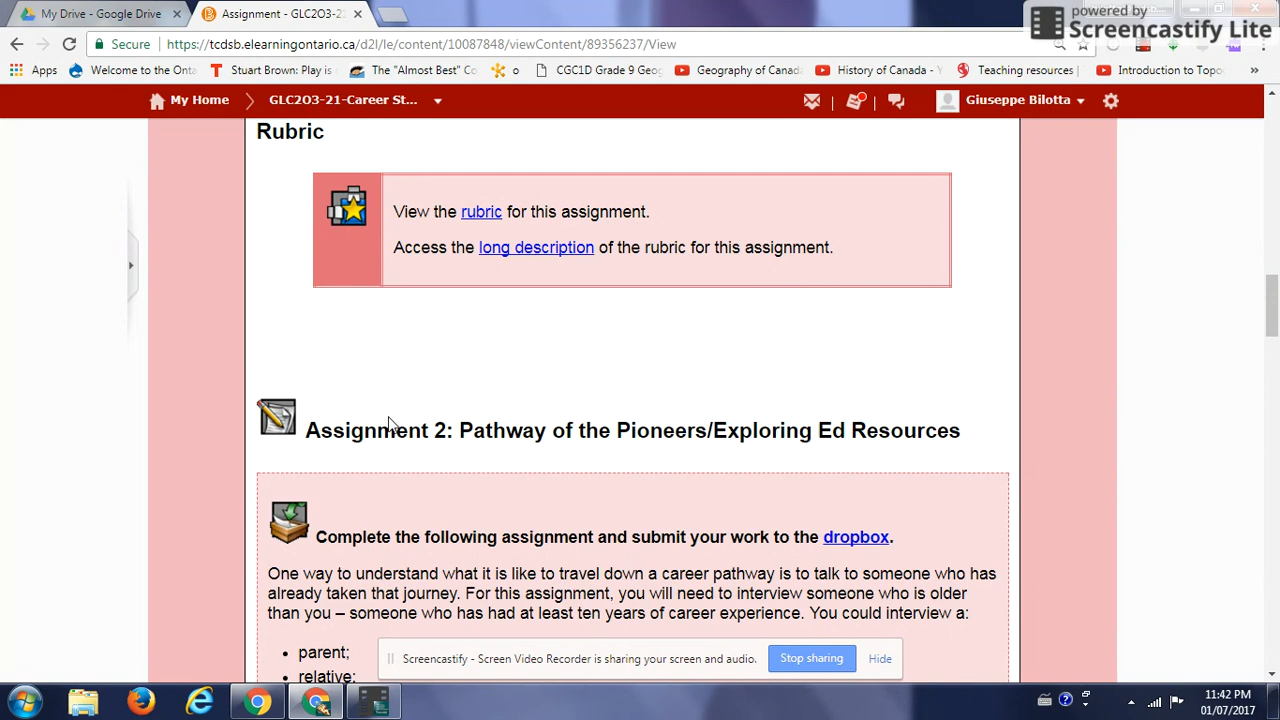 My Drive - Google Drive
Assignment - GLC2O3-2
powered by
Screencastify Lite
Secure
https://tcdsb.elearningontario.ca/d2l/le/content/10087848/viewContent/89356237/View
Apps
Welcome to the Onta
Stuart Brown: Play is
The "Almost Best" Co
o
CGC1D Grade 9 Geog
Geography of Canada
History of Canada - Y
Teaching resources
Introduction to Topo
»
My Home
GLC2O3-21-Career St...
Giuseppe Bilotta
Rubric
View the rubric for this assignment.
Access the long description of the rubric for this assignment.
Assignment 2: Pathway of the Pioneers/Exploring Ed Resources
Complete the following assignment and submit your work to the dropbox.
One way to understand what it is like to travel down a career pathway is to talk to someone who has
already taken that journey. For this assignment, you will need to interview someone who is older
than you – someone who has had at least ten years of career experience. You could interview a:
• parent;
• relative;
Screencastify - Screen Video Recorder is sharing your screen and audio.
Stop sharing
Hide
11:42 PM
01/07/2017